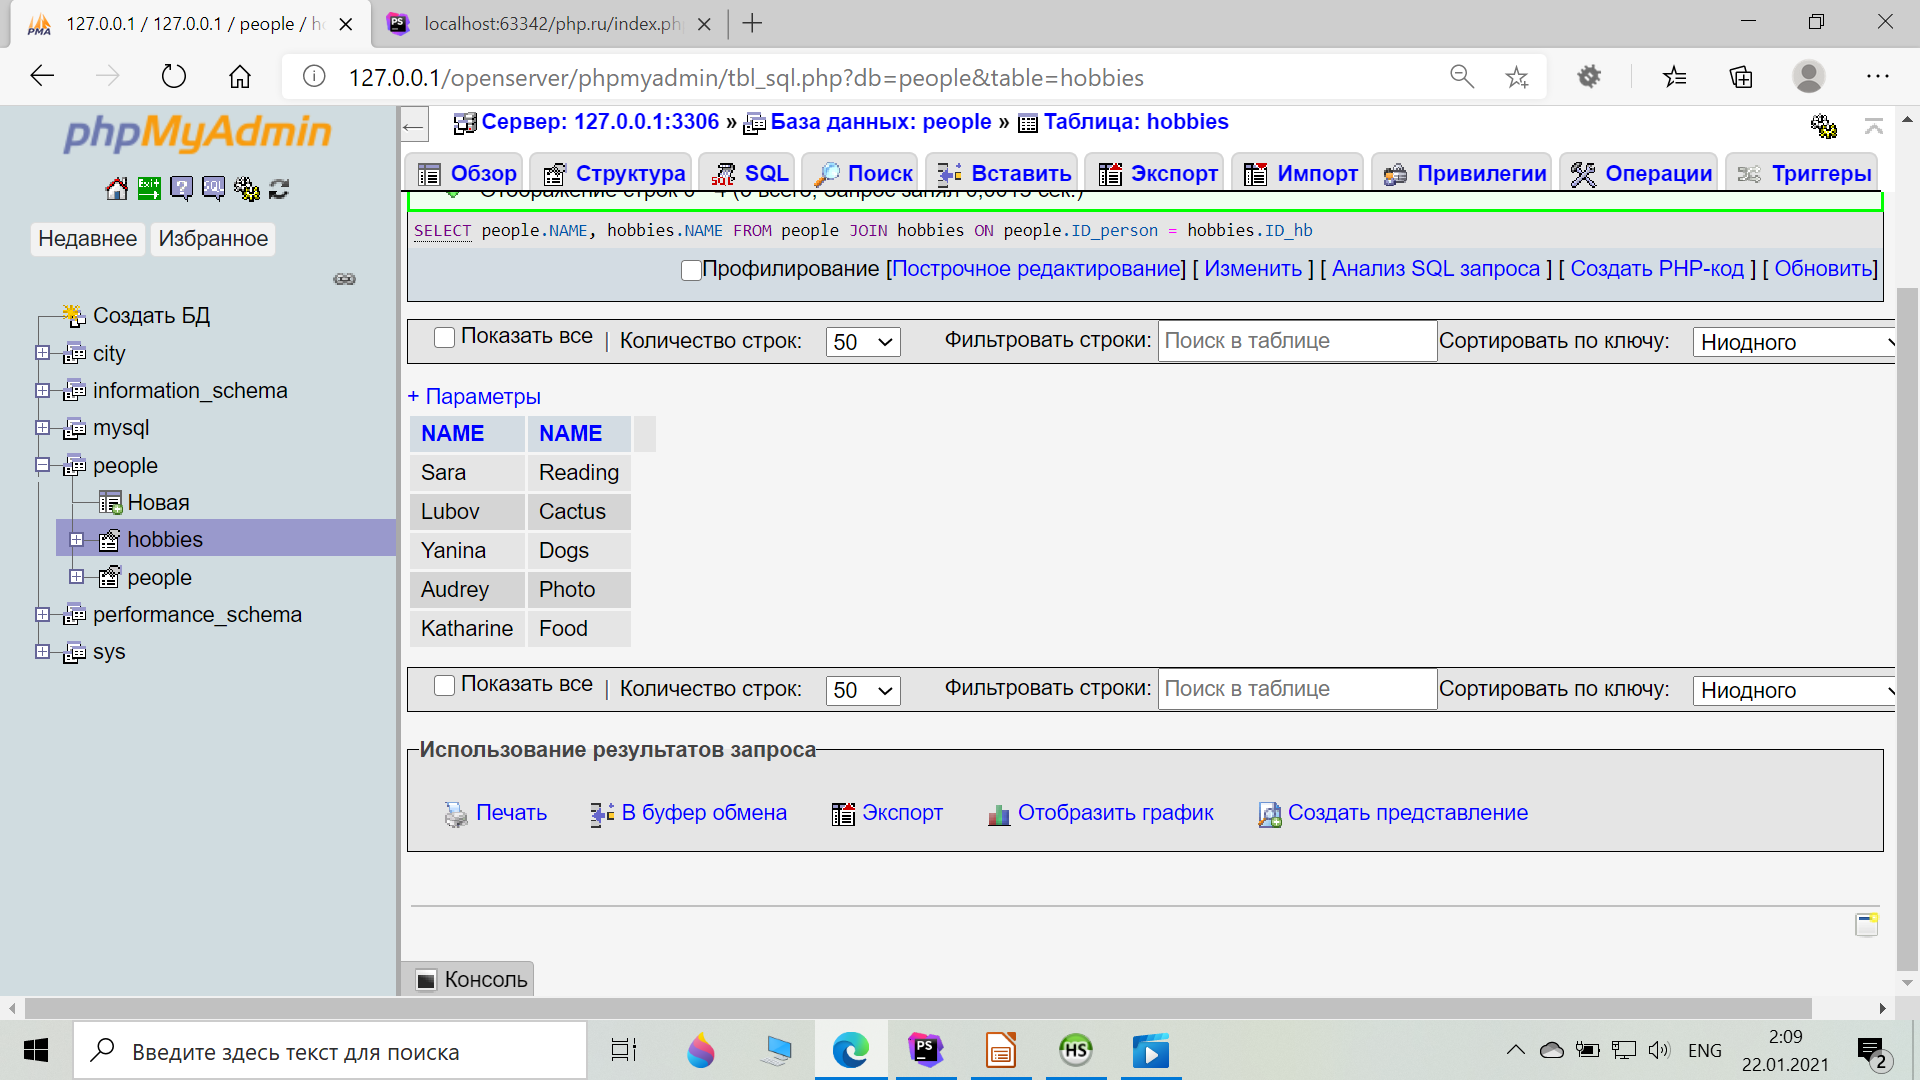 127.0.0.1 / 127.0.0.1 / people / h
localhost:63342/php.ru/index.ph
127.0.0.1/openserver/phpmyadmin/tbl_sql.php?db=people&table=hobbies
phpMyAdmin
Недавнее
Избранное
Создать БД
city
information_schema
mysql
people
Новая
hobbies
people
performance_schema
sys
Сервер: 127.0.0.1:3306 » База данных: people » Таблица: hobbies
Обзор Структура SQL Поиск Вставить Экспорт Импорт Привилегии Операции Триггеры
SELECT people.NAME, hobbies.NAME FROM people JOIN hobbies ON people.ID_person = hobbies.ID_hb
Профилирование [Построчное редактирование] [ Изменить ] [ Анализ SQL запроса ] [ Создать PHP-код ] [ Обновить]
Показать все | Количество строк: 50 Фильтровать строки: Поиск в таблице Сортировать по ключу: Ниодного
+ Параметры
NAME NAME
Sara Reading
Lubov Cactus
Yanina Dogs
Audrey Photo
Katharine Food
Показать все | Количество строк: 50 Фильтровать строки: Поиск в таблице Сортировать по ключу: Ниодного
Использование результатов запроса
Печать В буфер обмена Экспорт Отобразить график Создать представление
Консоль
Введите здесь текст для поиска
ENG
2:09
22.01.2021
2